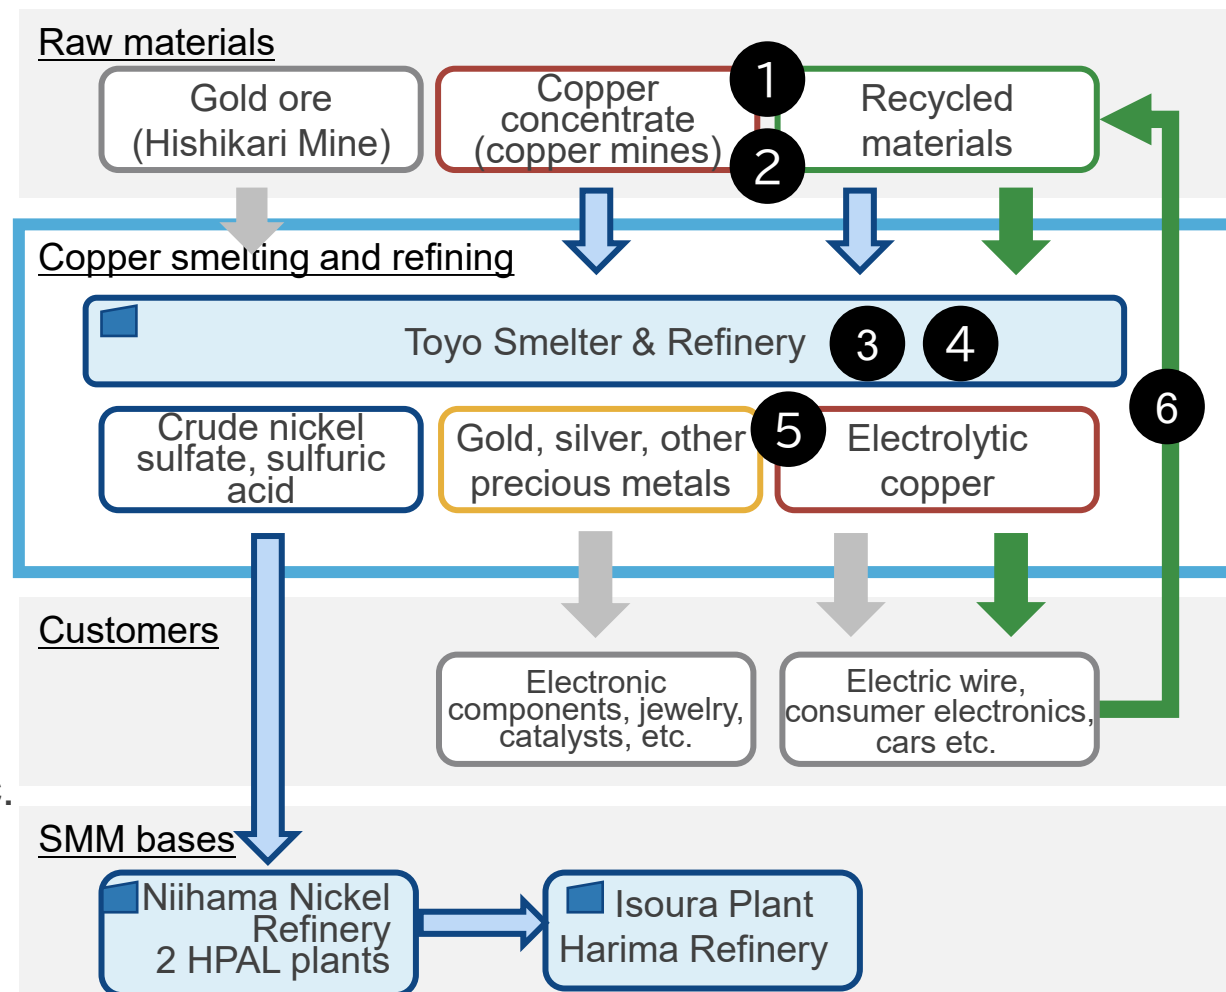 Raw materials
Gold ore
(Hishikari Mine)
Copper
concentrate
(copper mines)
1
2
Recycled
materials
Copper smelting and refining
Toyo Smelter & Refinery
3
4
Crude nickel
sulfate, sulfuric
acid
Gold, silver, other
precious metals
5
Electrolytic
copper
6
Customers
Electronic
components, jewelry,
catalysts, etc.
Electric wire,
consumer electronics,
cars etc.
SMM bases
Niihama Nickel
Refinery
2 HPAL plants
Isoura Plant
Harima Refinery